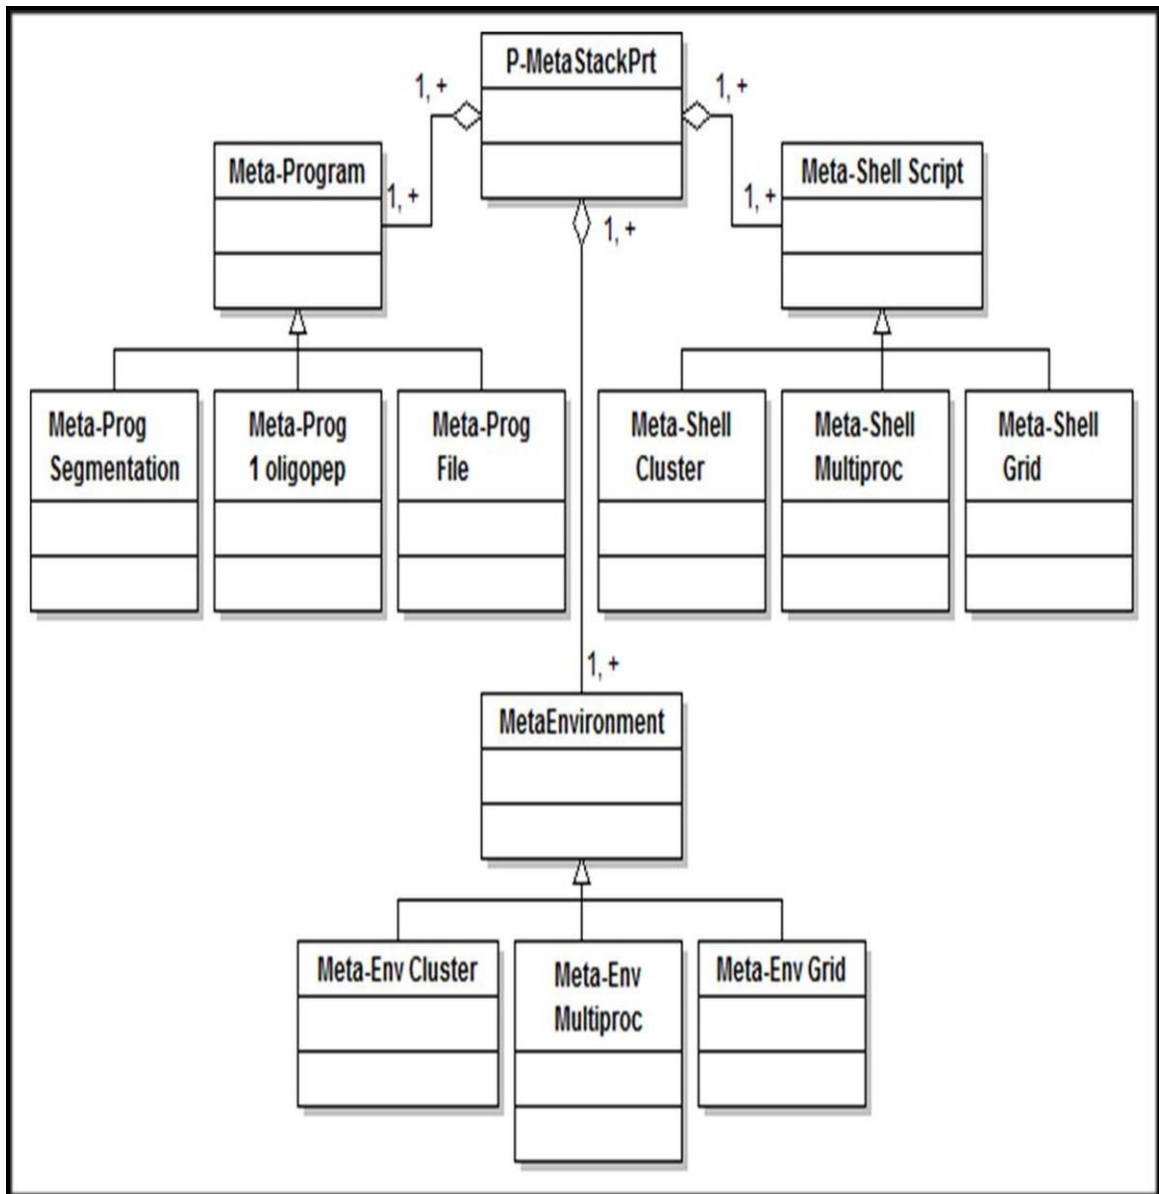 P-MetaStackPrt
1, +
1, +
Meta-Program
1, +
Meta-Shell Script
1, +
1, +
Meta-Prog
Segmentation
Meta-Prog
1 oligopep
Meta-Prog
File
Meta-Shell
Cluster
Meta-Shell
Multiproc
Meta-Shell
Grid
1, +
MetaEnvironment
Meta-Env Cluster
Meta-Env
Multiproc
Meta-Env Grid